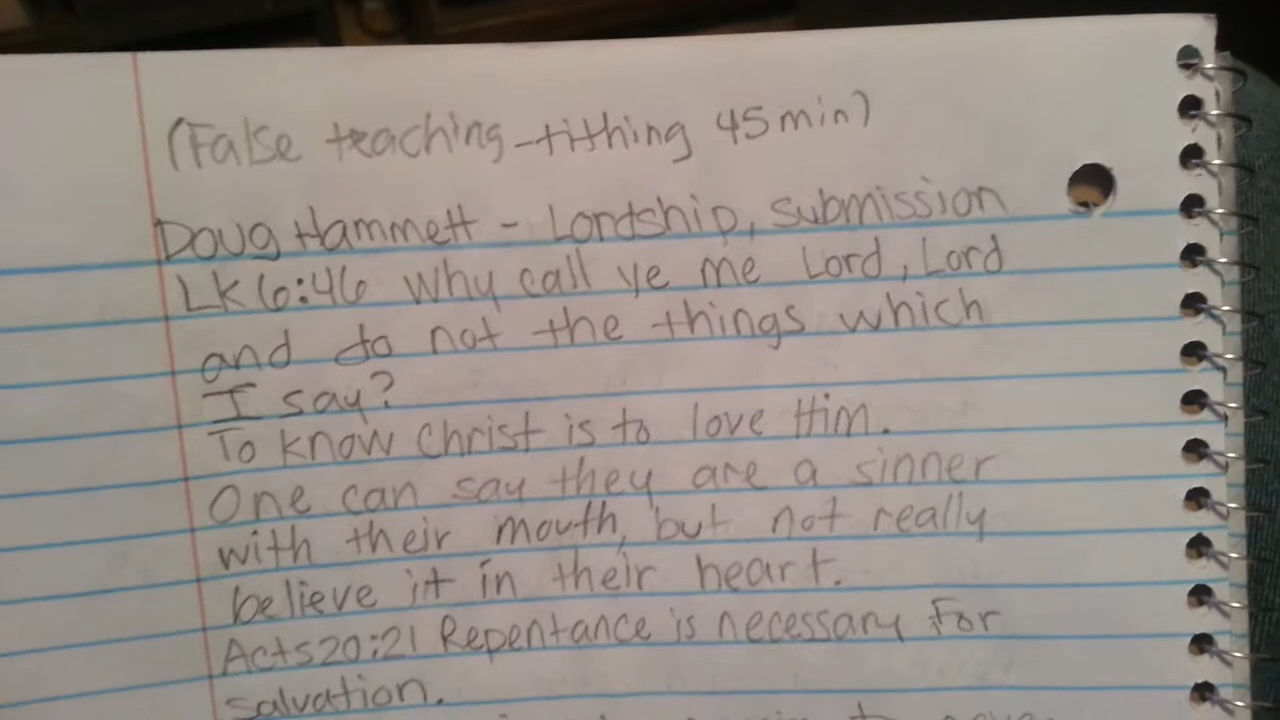 (False teaching-tithing 45min)
Doug Hammett - Lordship, submission
LK 6:46 Why call ye me Lord, Lord
and do not the things which
I say?
To know Christ is to love Him.
One can say they are a sinner
with their mouth, but not really
believe it in their heart.
Acts 20:21 Repentance is necessary for
salvation.